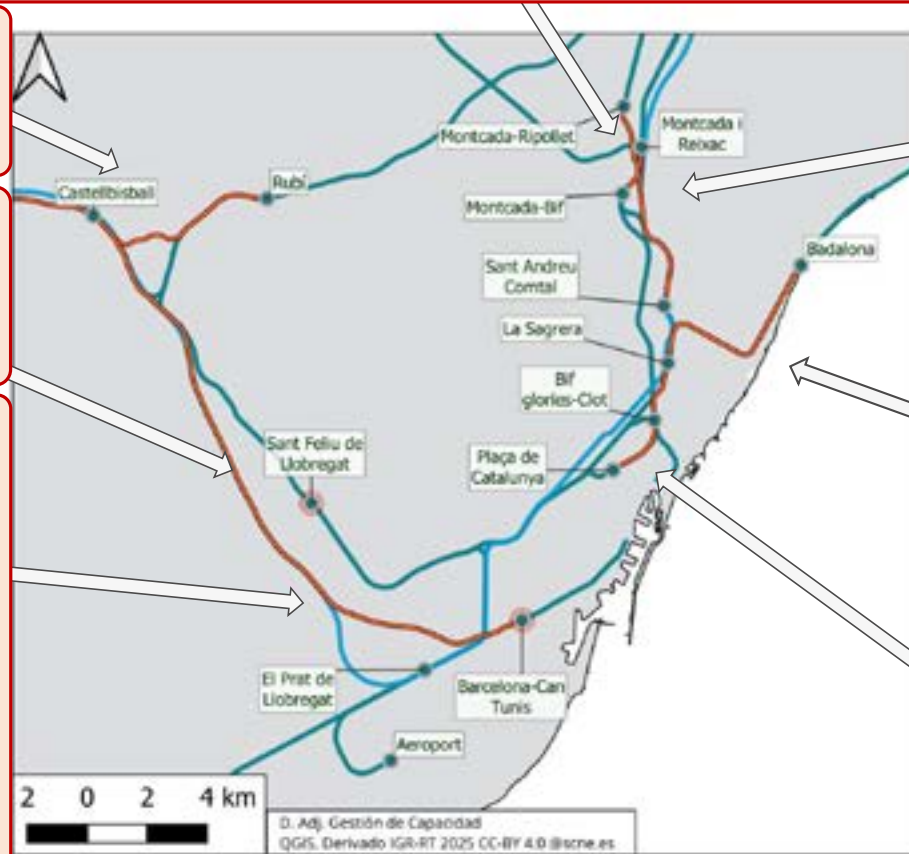 Montcada-Ripollet
Montcada i
Reixac
Castellbisball
Rubí
Montcada-Bif
Badalona
Sant Andreu
Comtal
La Sagrera
Bif
glories-Clot
Sant Feliu de
Llobregat
Plaça de
Catalunya
El Prat de
Llobregat
Barcelona-Can
Tunis
Aeroport
2 0 2 4 km
D. Adj. Gestión de Capacidad
QGIS. Derivado IGR-RT 2025 CC-BY 4.0 @scne.es